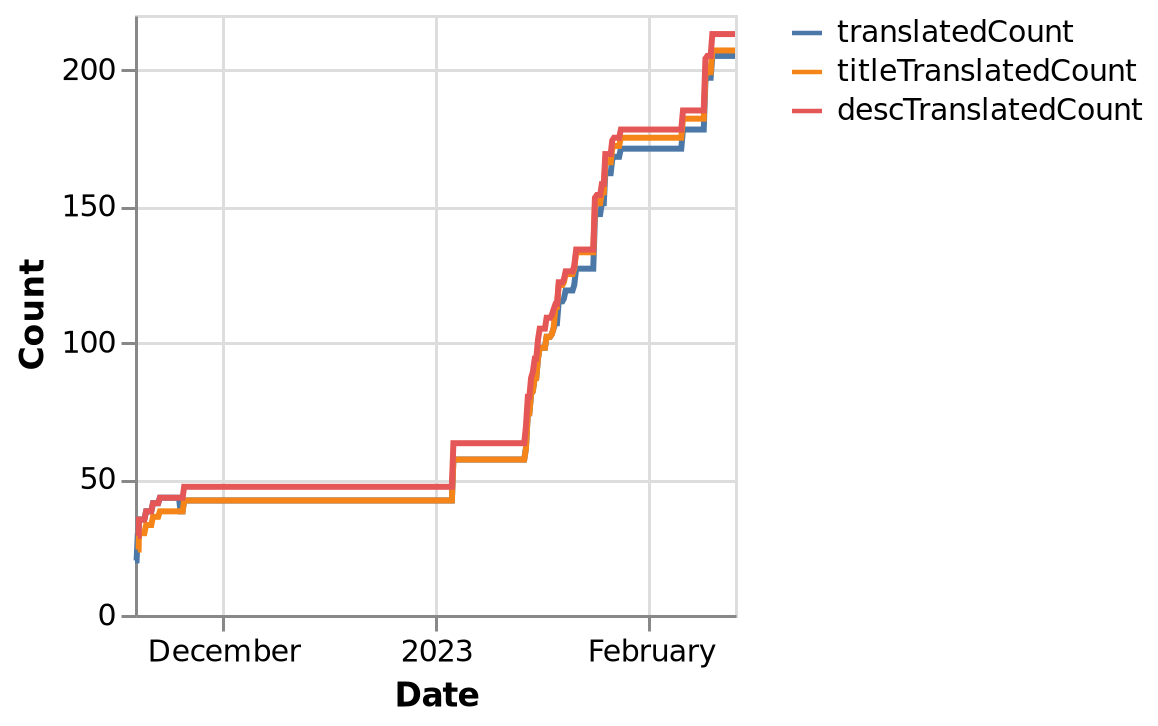 translatedCount
titleTranslatedCount
descTranslatedCount
200
150
100
50
0
Count
December 2023 February
Date